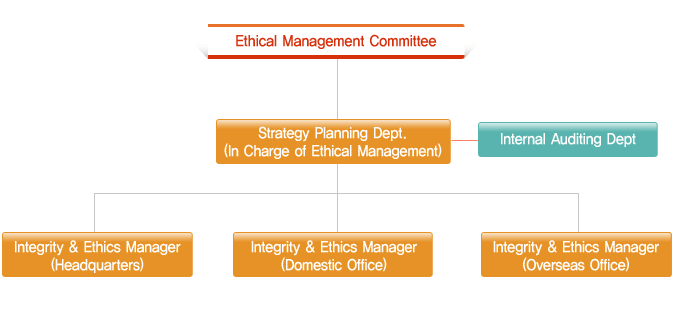 Ethical Management Committee
Strategy Planning Dept.
(In Charge of Ethical Management)
Internal Auditing Dept
Integrity & Ethics Manager
(Headquarters)
Integrity & Ethics Manager
(Domestic Office)
Integrity & Ethics Manager
(Overseas Office)